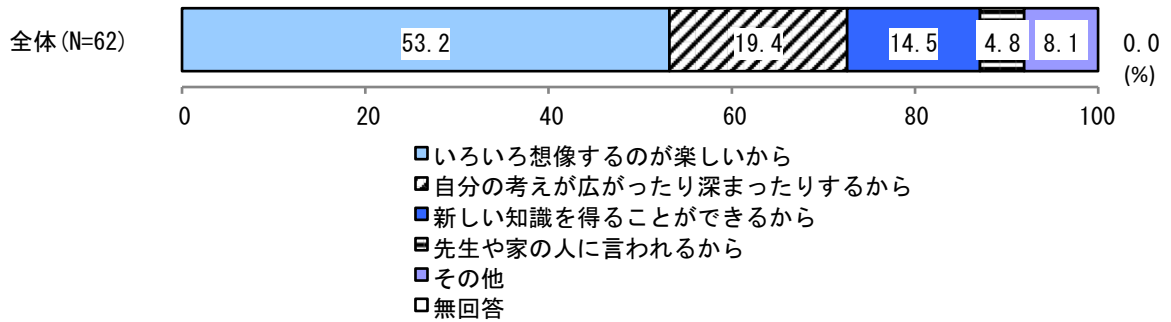 全体(N=62)
53.2 19.4 14.5 4.8 8.1 0.0
(%)
0 20 40 60 80 100
いろいろ想像するのが楽しいから
自分の考えが広がったり深まったりするから
新しい知識を得ることができるから
先生や家の人に言われるから
その他
無回答